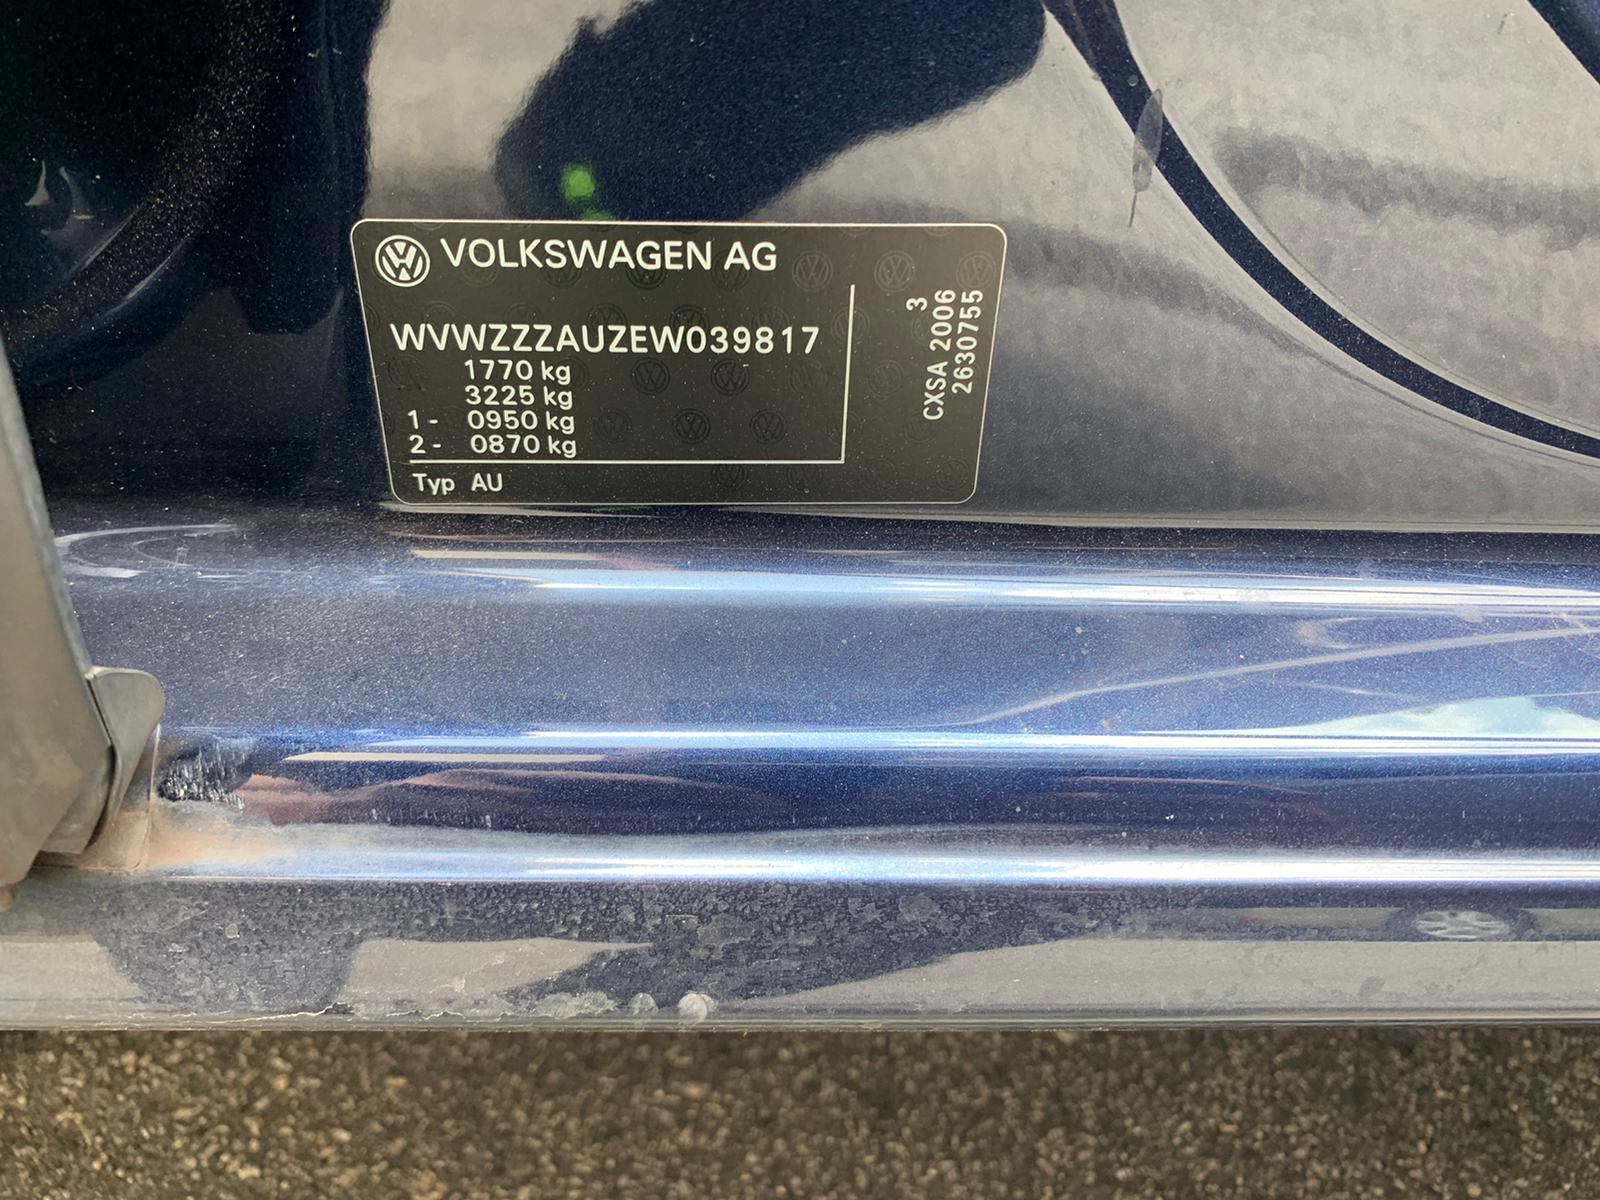 VOLKSWAGEN AG
WVWZZZAUZEW039817
1770 kg
3225 kg
1- 0950 kg
2- 0870 kg
Typ AU
3
CXSA 2006
2630755